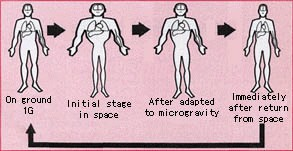 On ground
1G
Initial stage
in space
After adapted
to microgravity
Immediately
after return
from space